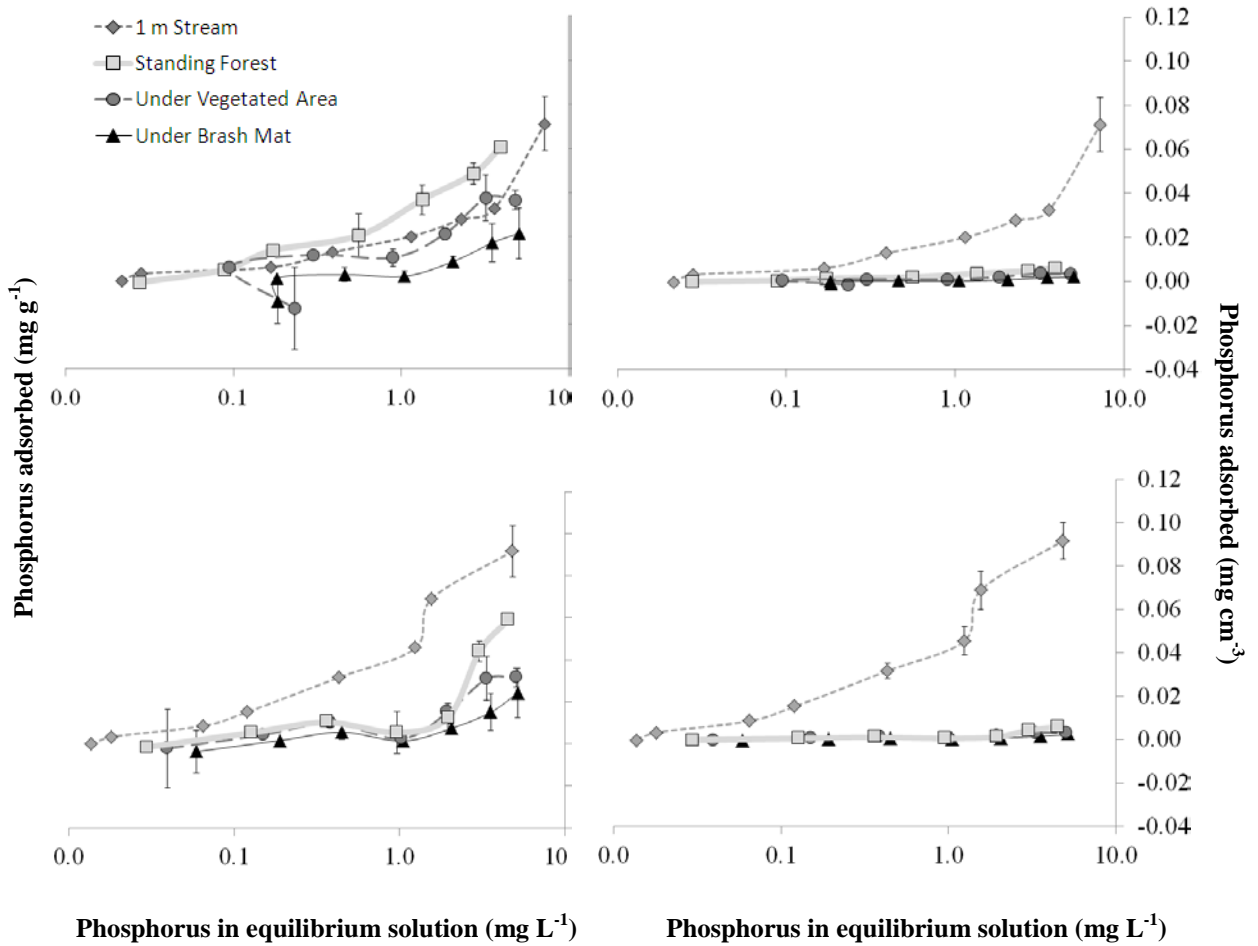 1 m Stream
Standing Forest
Under Vegetated Area
Under Brash Mat
0.12
0.10
0.08
0.06
0.04
0.02
0.00
-0.02
-0.04
0.0 0.1 1.0 10
0.0 0.1 1.0 10.0
Phosphorus adsorbed (mg g-1)
Phosphorus adsorbed (mg cm-3)
0.12
0.10
0.08
0.06
0.04
0.02
0.00
-0.02
-0.04
0.0 0.1 1.0 10
0.0 0.1 1.0 10.0
Phosphorus in equilibrium solution (mg L-1)
Phosphorus in equilibrium solution (mg L-1)